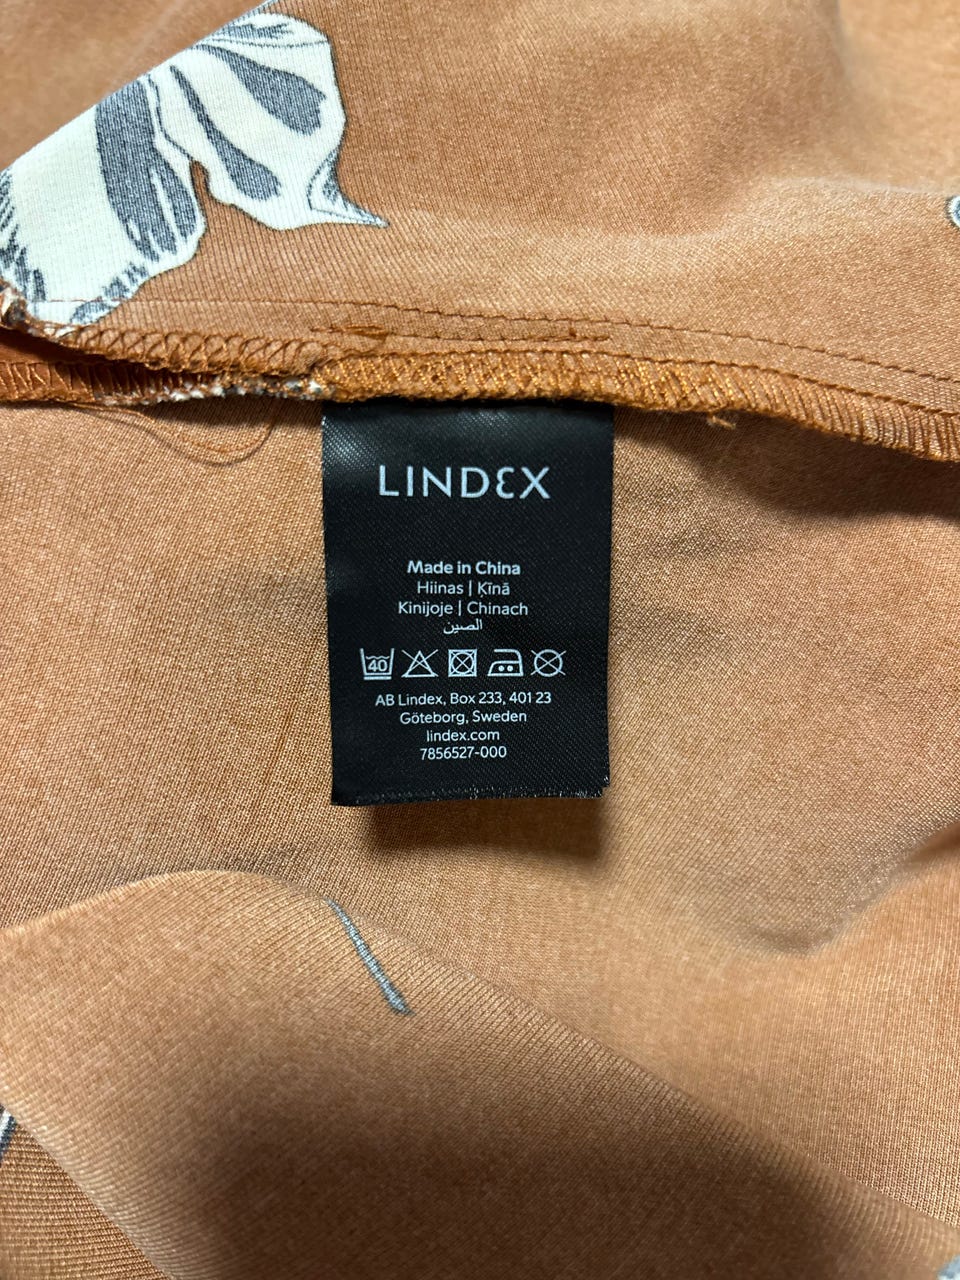 LINDEX
Made in China
Hiinas | Ķīnā
Kinijoje | Chinach
الصين
40
AB Lindex, Box 233, 401 23
Göteborg, Sweden
lindex.com
7856527-000